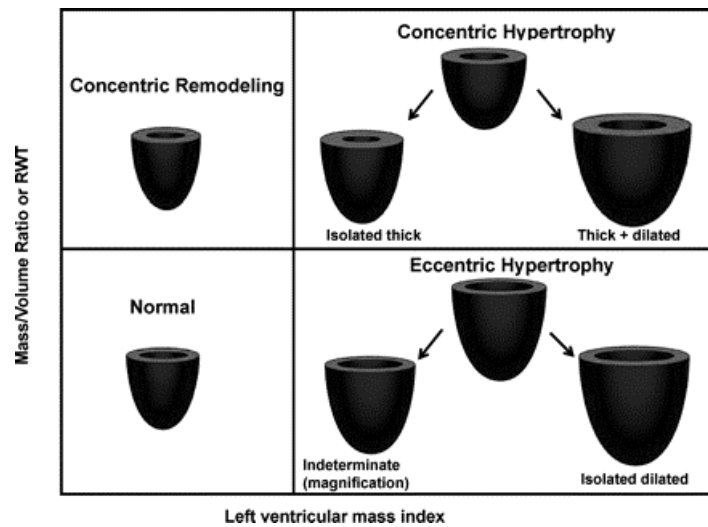 Mass/Volume Ratio or RWT
Concentric Remodeling
Concentric Hypertrophy
Isolated thick
Thick + dilated
Normal
Eccentric Hypertrophy
Indeterminate
(magnification)
Isolated dilated
Left ventricular mass index